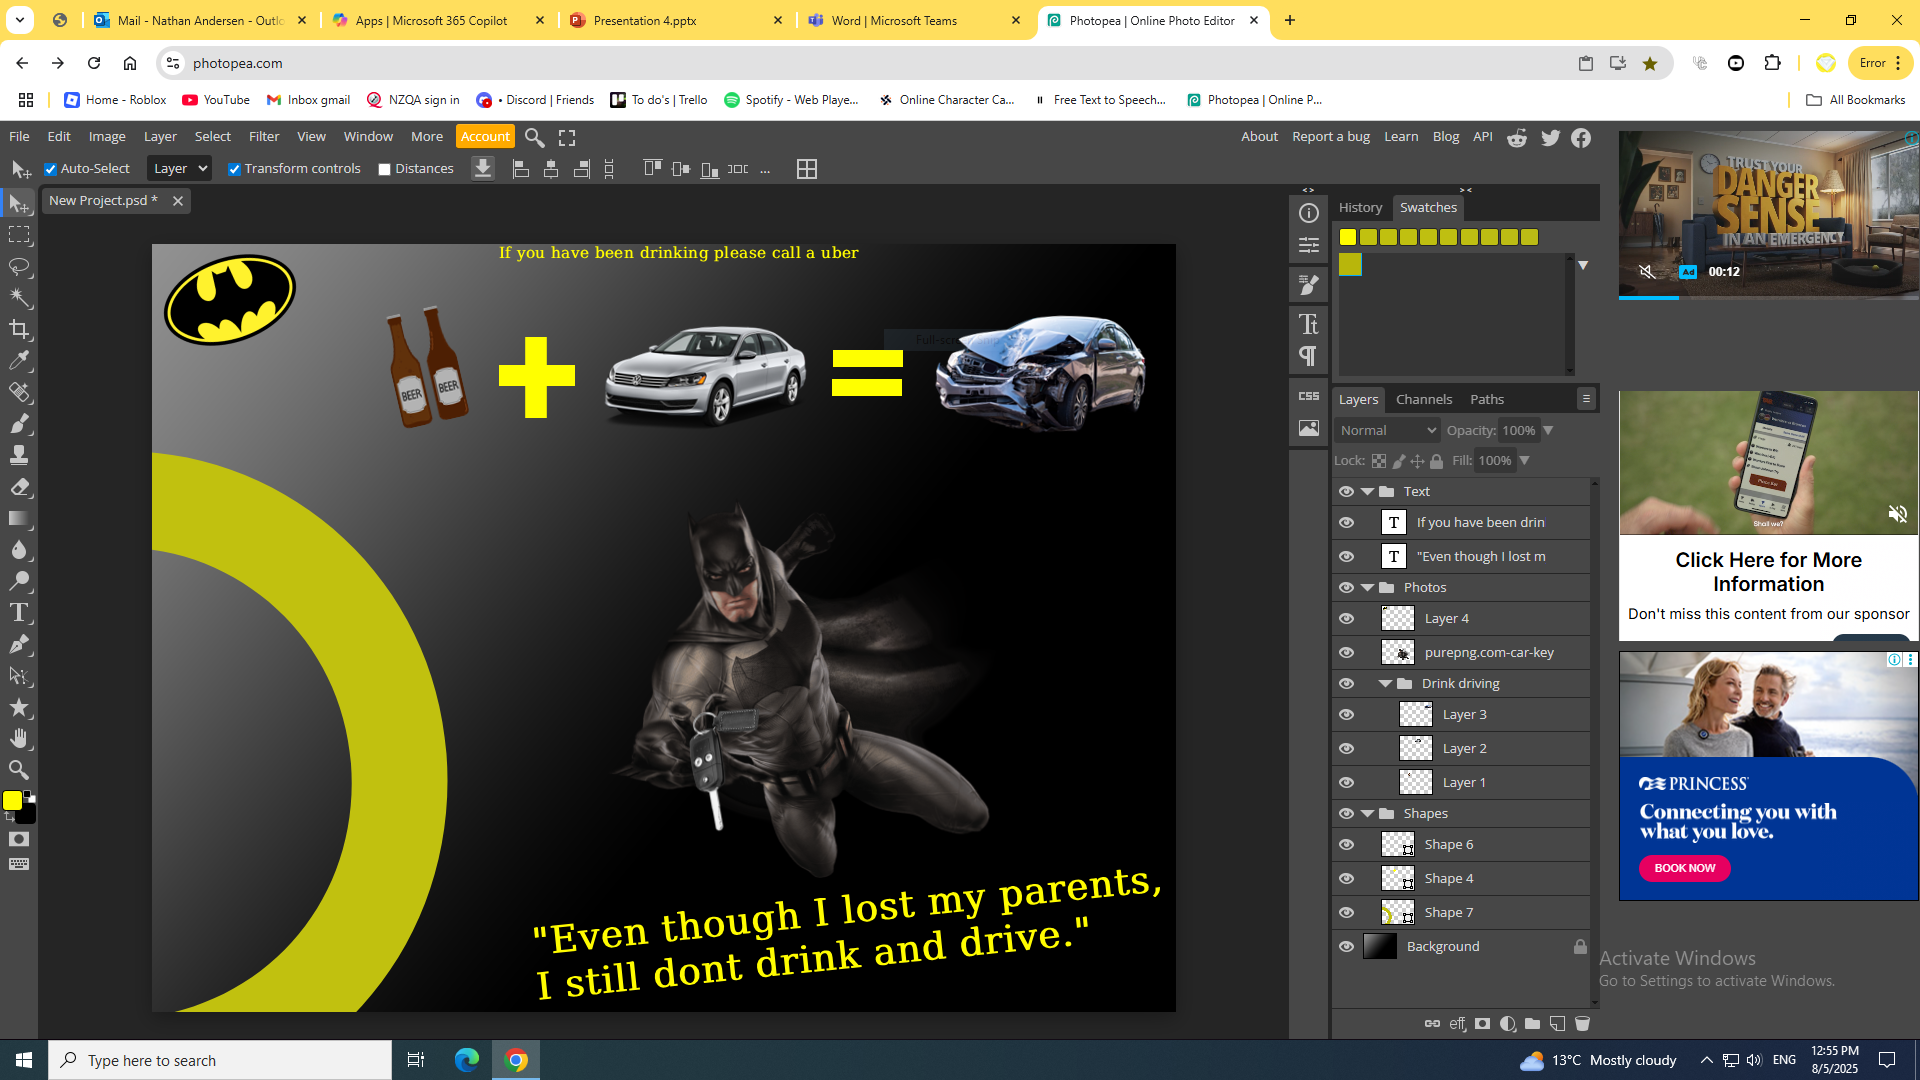 Mail - Nathan Andersen - Outlo
Apps | Microsoft 365 Copilot
Presentation 4.pptx
Word | Microsoft Teams
Photopea | Online Photo Editor
photopea.com
Error
Home - Roblox
YouTube
Inbox gmail
NZQA sign in
• Discord | Friends
To do's | Trello
Spotify - Web Playe...
Online Character Ca...
Free Text to Speech...
Photopea | Online P...
All Bookmarks
File Edit Image Layer Select Filter View Window More Account
About Report a bug Learn Blog API
Auto-Select Layer Transform controls Distances ...
New Project.psd *
If you have been drinking please call a uber
BEER
BEER
"Even though I lost my parents,
I still dont drink and drive."
History Swatches
CSS
Layers Channels Paths
Normal Opacity: 100%
Lock: Fill: 100%
Text
If you have been drin
"Even though I lost m
Photos
Layer 4
purepng.com-car-key
Drink driving
Layer 3
Layer 2
Layer 1
Shapes
Shape 6
Shape 4
Shape 7
Background
eff
TRUST YOUR
DANGER
SENSE
IN AN EMERGENCY
Ad 00:12
Shall we?
Click Here for More
Information
Don't miss this content from our sponsor
PRINCESS
Connecting you with
what you love.
BOOK NOW
Activate Windows
Go to Settings to activate Windows.
Type here to search
13°C Mostly cloudy
ENG
12:55 PM
8/5/2025